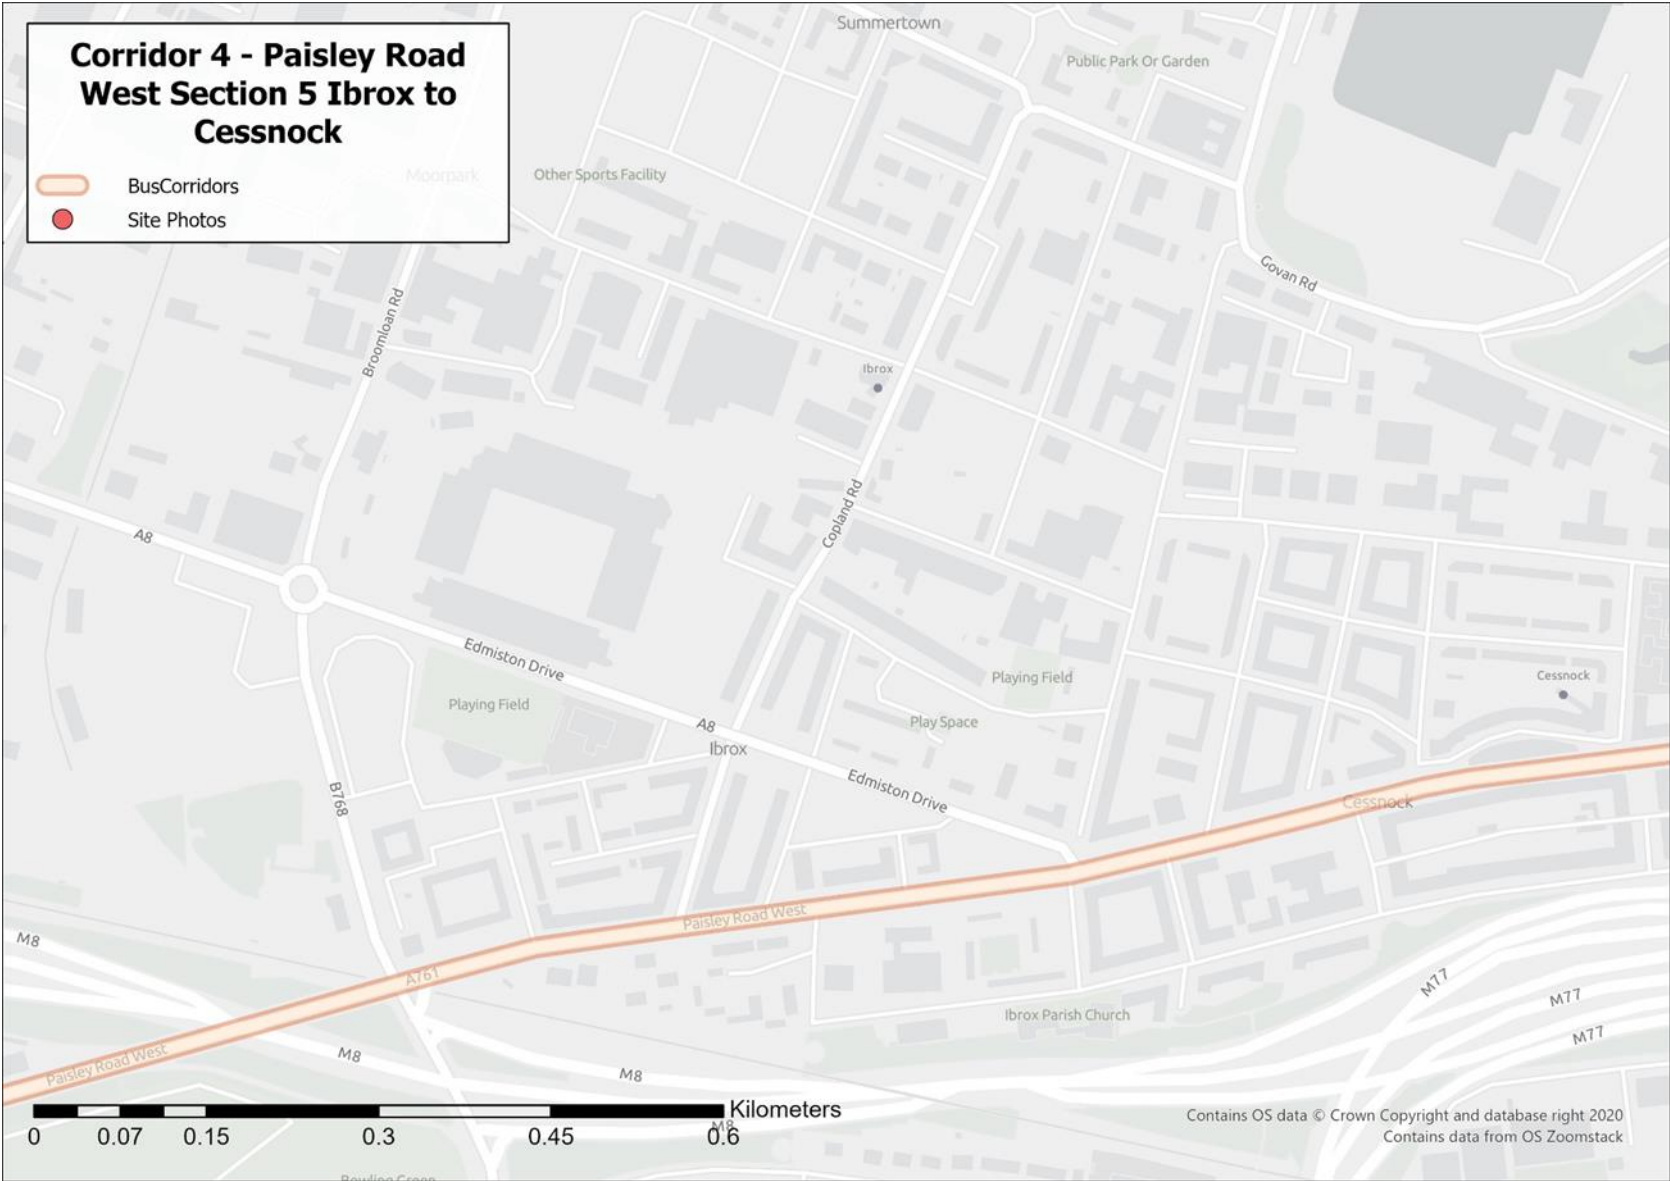 Corridor 4 - Paisley Road
West Section 5 Ibrox to
Cessnock
BusCorridors
Site Photos
Summertown
Public Park Or Garden
Moorpark
Other Sports Facility
Govan Rd
Broomloan Rd
Ibrox
Copland Rd
A8
Edmiston Drive
Playing Field
Cessnock
Playing Field
Play Space
A8
Ibrox
Edmiston Drive
B768
Cessnock
Paisley Road West
M8
A761
M77
M77
Ibrox Parish Church
M77
Paisley Road West
M8
M8
Kilometers
M8
0 0.07 0.15 0.3 0.45 0.6
Contains OS data © Crown Copyright and database right 2020
Contains data from OS Zoomstack
Bowling Green